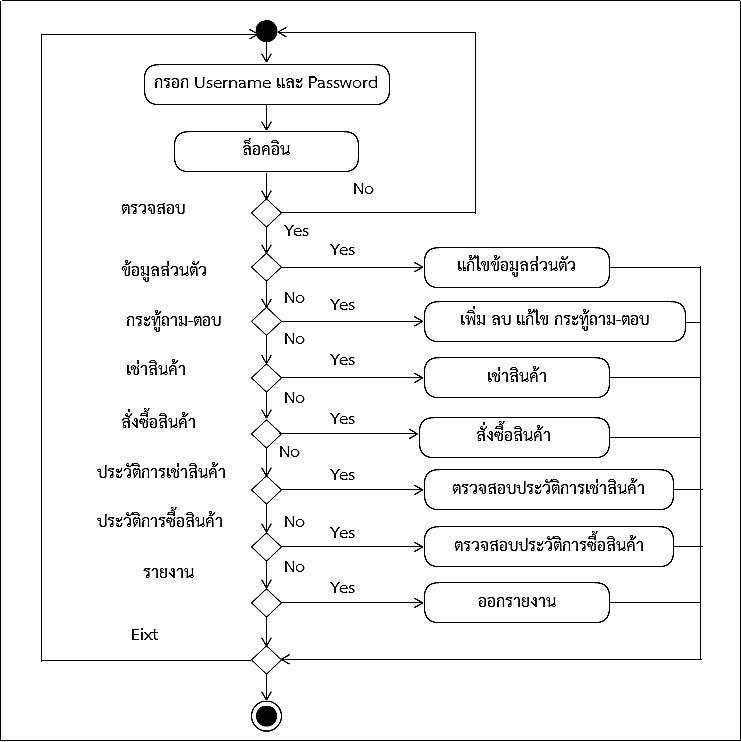 กรอก Username และ Password
ล็อคอิน
No
ตรวจสอบ
Yes
Yes
ข้อมูลส่วนตัว
แก้ไขข้อมูลส่วนตัว
No
Yes
กระทู้ถาม-ตอบ
เพิ่ม ลบ แก้ไข กระทู้ถาม-ตอบ
No
Yes
เช่าสินค้า
เช่าสินค้า
No
Yes
สั่งซื้อสินค้า
สั่งซื้อสินค้า
No
Yes
ประวัติการเช่าสินค้า
ตรวจสอบประวัติการเช่าสินค้า
No
Yes
ประวัติการซื้อสินค้า
ตรวจสอบประวัติการซื้อสินค้า
No
Yes
รายงาน
ออกรายงาน
Eixt